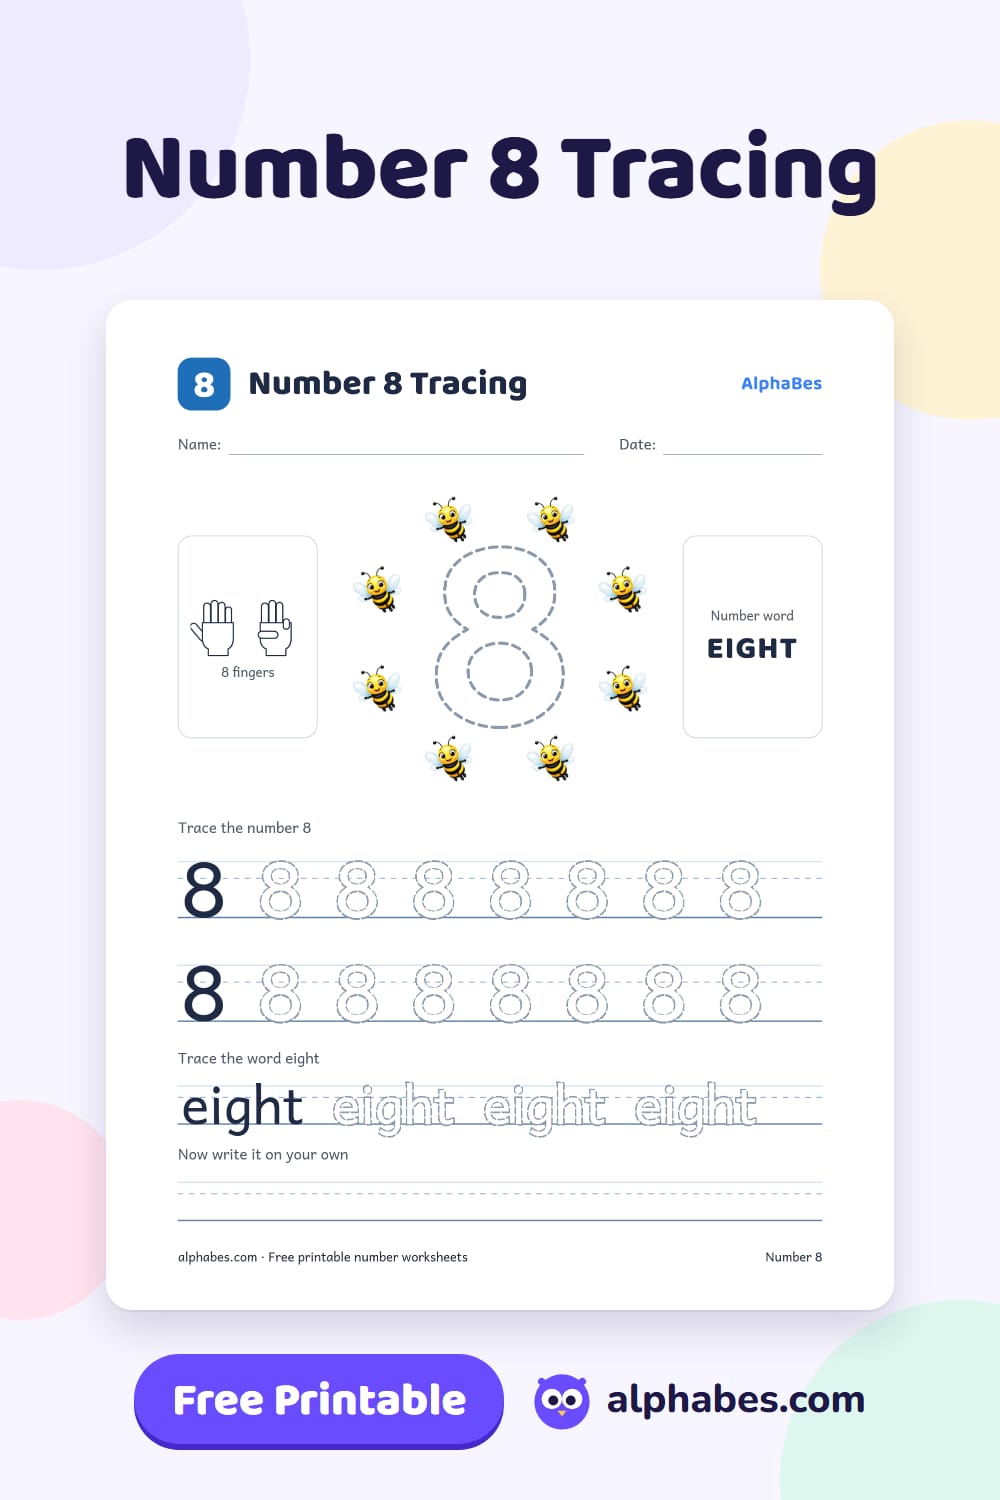 Number 8 Tracing
8 Number 8 Tracing AlphaBes
Name: Date:
8 fingers
8
Number word
EIGHT
Trace the number 8
8 8 8 8 8 8 8 8
8 8 8 8 8 8 8 8
Trace the word eight
eight eight eight eight
Now write it on your own
alphabes.com · Free printable number worksheets Number 8
Free Printable alphabes.com